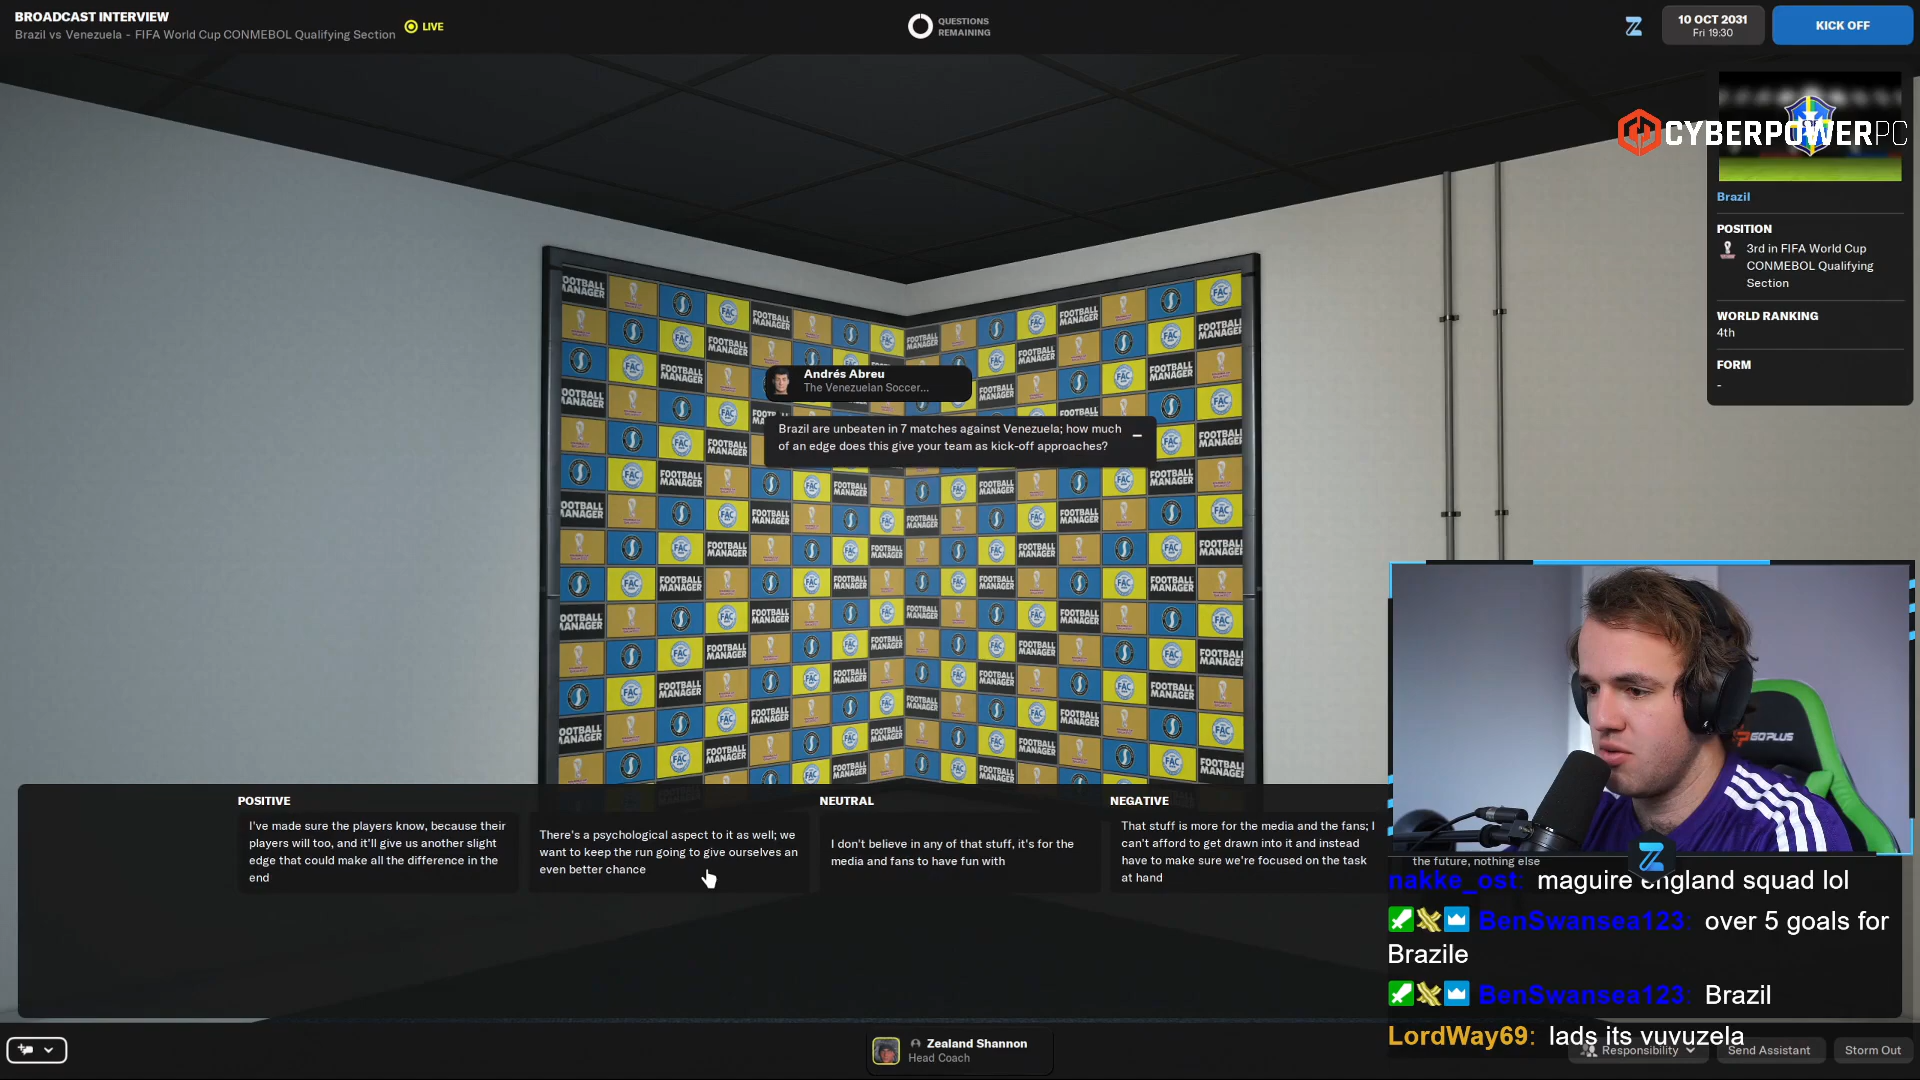 BROADCAST INTERVIEW
Brazil vs Venezuela - FIFA World Cup CONMEBOL Qualifying Section
LIVE
QUESTIONS
REMAINING
10 OCT 2031
Fri 19:30
KICK OFF
CYBERPOWERPC
Brazil
POSITION
3rd in FIFA World Cup
CONMEBOL Qualifying
Section
WORLD RANKING
4th
FORM
-
FOOTBALL
MANAGER
FAC
Andrés Abreu
The Venezuelan Soccer...
Brazil are unbeaten in 7 matches against Venezuela; how much
of an edge does this give your team as kick-off approaches?
GOPLUS
POSITIVE
I've made sure the players know, because their
players will too, and it'll give us another slight
edge that could make all the difference in the
end
There's a psychological aspect to it as well; we
want to keep the run going to give ourselves an
even better chance
NEUTRAL
I don't believe in any of that stuff, it's for the
media and fans to have fun with
NEGATIVE
That stuff is more for the media and the fans; I
can't afford to get drawn into it and instead
have to make sure we're focused on the task
at hand
the future, nothing else
nakke_ost: maguire england squad lol
BenSwansea123: over 5 goals for
Brazile
BenSwansea123: Brazil
LordWay69: lads its vuvuzela
Zealand Shannon
Head Coach
Responsibility
Send Assistant
Storm Out